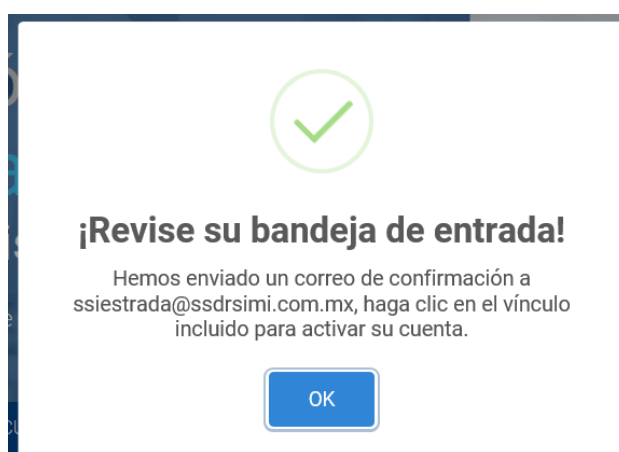 ¡Revise su bandeja de entrada!
Hemos enviado un correo de confirmación a
ssiestrada@ssdrsimi.com.mx, haga clic en el vínculo
incluido para activar su cuenta.
OK